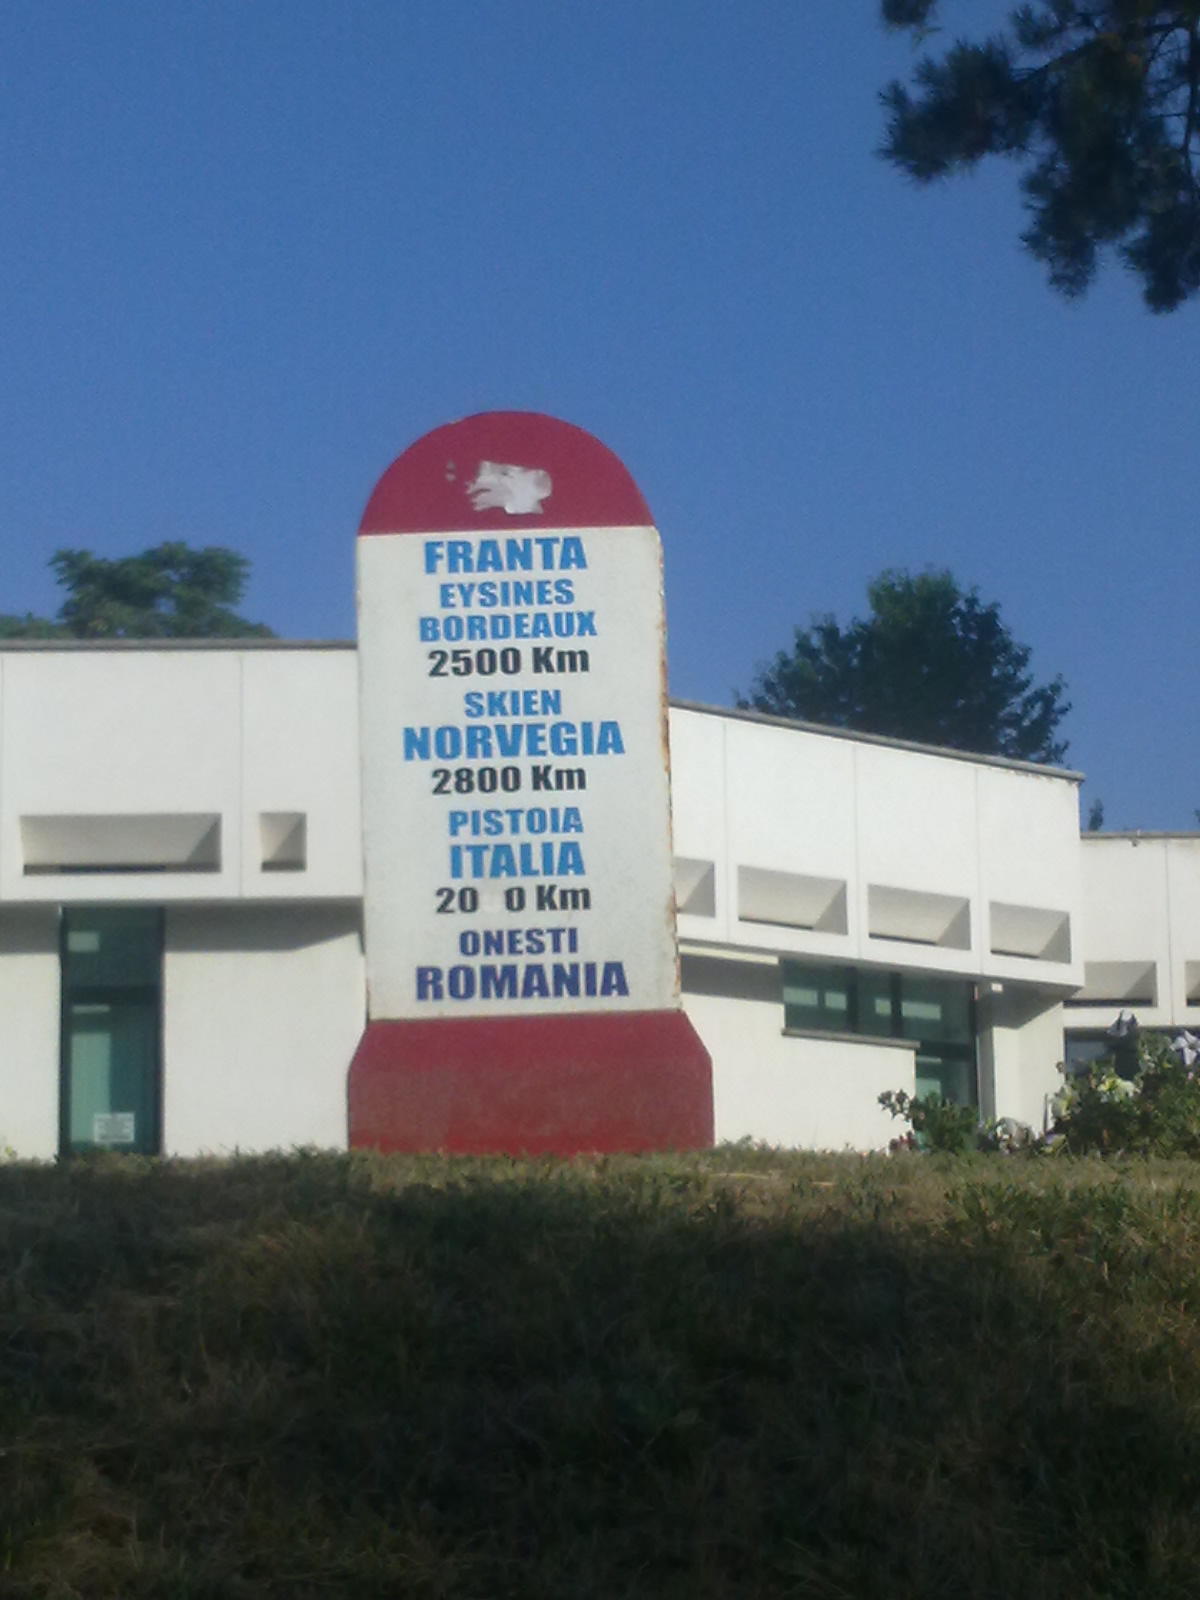 FRANTA
EYSINES
BORDEAUX
2500 Km
SKIEN
NORVEGIA
2800 Km
PISTOIA
ITALIA
20 0 Km
ONESTI
ROMANIA